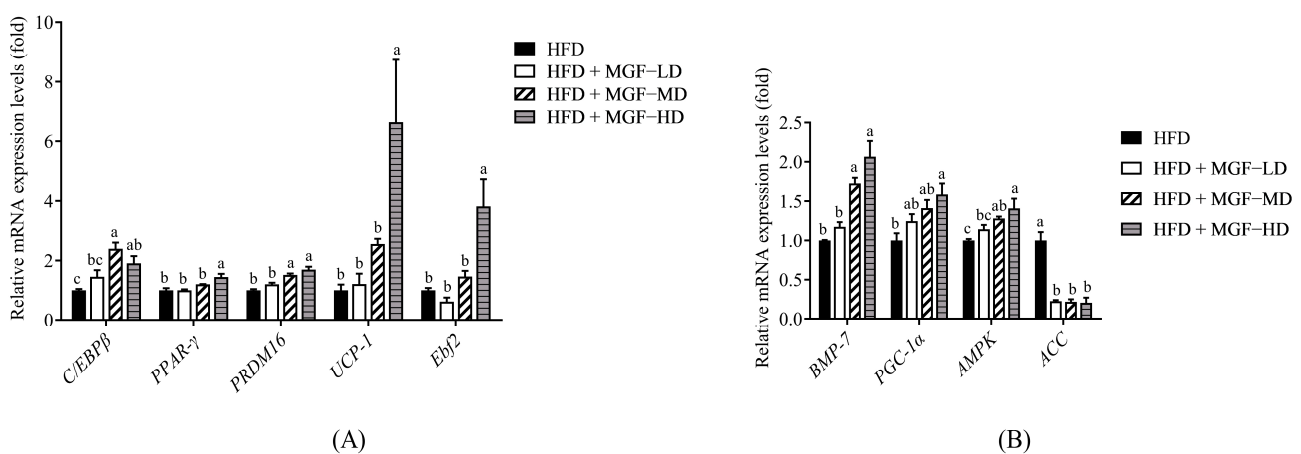 Relative mRNA expression levels (fold)
10
8
6
4
2
0
c bc a ab
b b b a
b b a a
b b b a
b b b a
C/EBPβ PPAR-γ PRDM16 UCP-1 Ebf2
HFD
HFD + MGF−LD
HFD + MGF−MD
HFD + MGF−HD
(A)
Relative mRNA expression levels (fold)
2.5
2.0
1.5
1.0
0.5
0.0
b b a a
b ab ab a
c bc ab a
a b b b
BMP-7 PGC-1α AMPK ACC
HFD
HFD + MGF−LD
HFD + MGF−MD
HFD + MGF−HD
(B)